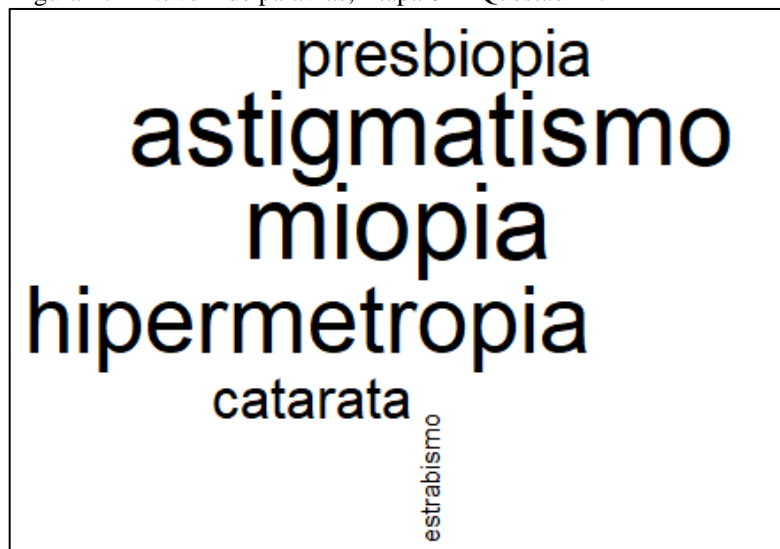 presbiopia
astigmatismo
miopia
hipermetropia
catarata
estrabismo